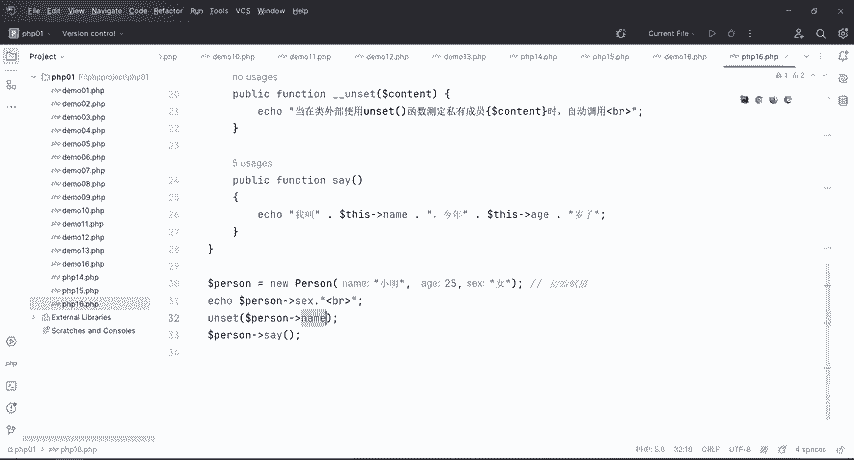 File Edit View Navigate Code Refactor Run Tools VCS Window Help
php01 Version control Current File
Project
.php demo10.php demo11.php demo12.php demo13.php php14.php php15.php demo16.php php16.php
php01
demo01.php
demo02.php
demo03.php
demo04.php
demo05.php
demo06.php
demo07.php
demo08.php
demo09.php
demo10.php
demo11.php
demo12.php
demo13.php
demo16.php
php14.php
php15.php
php16.php
External Libraries
Scratches and Consoles
no usages
20 public function __unset($content) {
21 echo "当在类外部使用unset()函数测定私有成员{$content}时，自动调用<br>";
22 }
23
5 usages
24 public function say()
25 {
26 echo "我叫" . $this->name . "，今年" . $this->age . "岁了";
27 }
28 }
29
30 $person = new Person( name: "小明", age: 25, sex: "女"); //
31 echo $person->sex."<br>";
32 unset($person->name);
33 $person->say();
34
php01 > php16.php
32:19 CRLF UTF-8 4 spaces